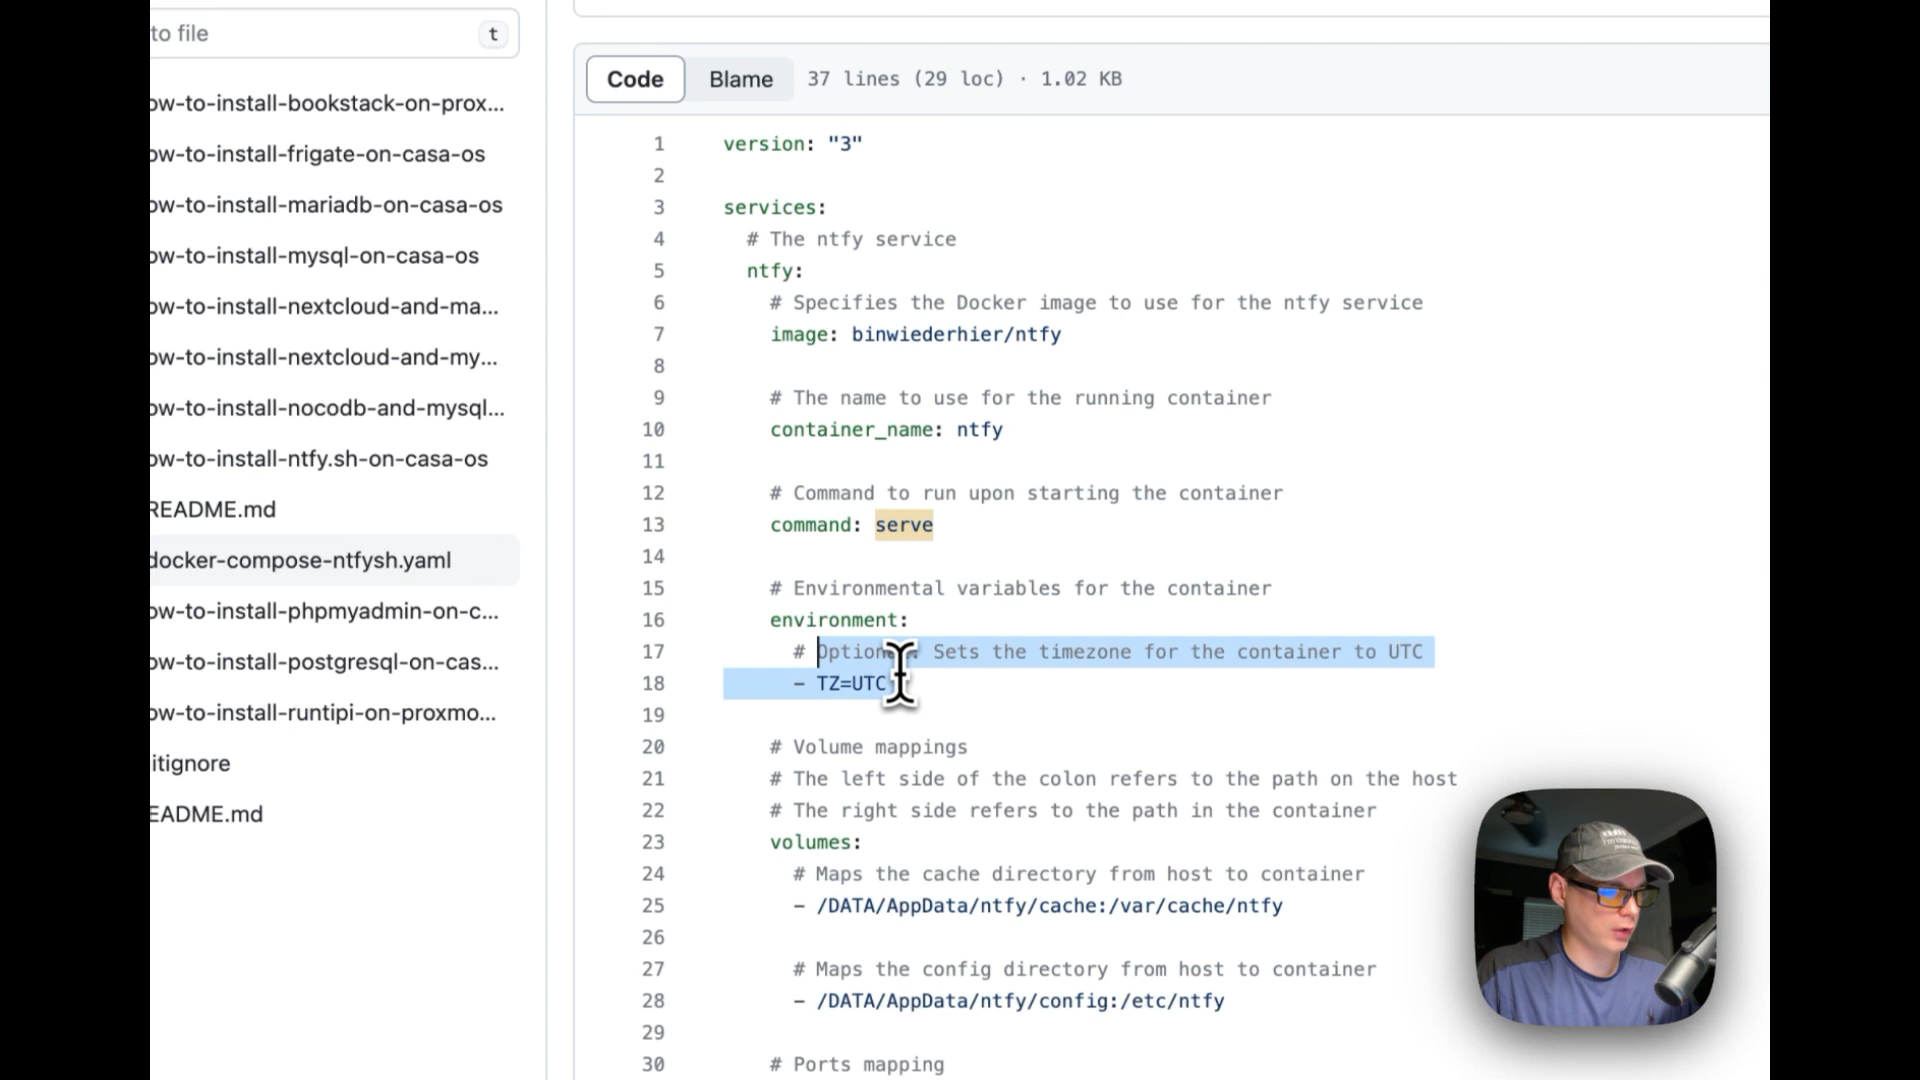 to file
t
ow-to-install-bookstack-on-prox...
ow-to-install-frigate-on-casa-os
ow-to-install-mariadb-on-casa-os
ow-to-install-mysql-on-casa-os
ow-to-install-nextcloud-and-ma...
ow-to-install-nextcloud-and-my...
ow-to-install-nocodb-and-mysql...
ow-to-install-ntfy.sh-on-casa-os
README.md
docker-compose-ntfysh.yaml
ow-to-install-phpmyadmin-on-c...
ow-to-install-postgresql-on-cas...
ow-to-install-runtipi-on-proxmo...
itignore
EADME.md
Code Blame 37 lines (29 loc) · 1.02 KB
1 version: "3"
2
3 services:
4 # The ntfy service
5 ntfy:
6 # Specifies the Docker image to use for the ntfy service
7 image: binwiederhier/ntfy
8
9 # The name to use for the running container
10 container_name: ntfy
11
12 # Command to run upon starting the container
13 command: serve
14
15 # Environmental variables for the container
16 environment:
17 # Sets the timezone for the container to UTC
18 - TZ=UTC
19
20 # Volume mappings
21 # The left side of the colon refers to the path on the host
22 # The right side refers to the path in the container
23 volumes:
24 # Maps the cache directory from host to container
25 - /DATA/AppData/ntfy/cache:/var/cache/ntfy
26
27 # Maps the config directory from host to container
28 - /DATA/AppData/ntfy/config:/etc/ntfy
29
30 # Ports mapping